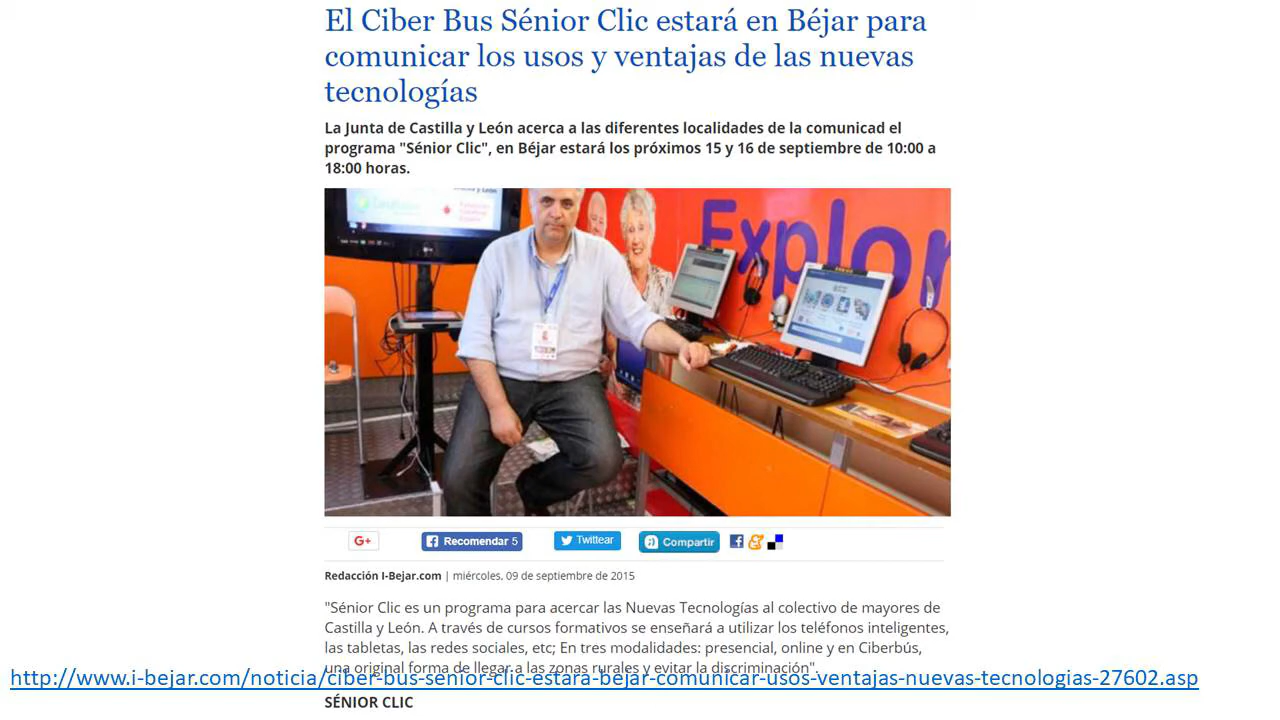 El Ciber Bus Sénior Clic estará en Béjar para
comunicar los usos y ventajas de las nuevas
tecnologías
La Junta de Castilla y León acerca a las diferentes localidades de la comunicad el
programa "Sénior Clic", en Béjar estará los próximos 15 y 16 de septiembre de 10:00 a
18:00 horas.
Explor
G+
Recomendar 5
Twittear
Compartir
Redacción I-Bejar.com | miércoles, 09 de septiembre de 2015
"Sénior Clic es un programa para acercar las Nuevas Tecnologías al colectivo de mayores de
Castilla y León. A través de cursos formativos se enseñará a utilizar los teléfonos inteligentes,
las tabletas, las redes sociales, etc; En tres modalidades: presencial, online y en Ciberbús,
una original forma de llegar a las zonas rurales y evitar la discriminación".
http://www.i-bejar.com/noticia/ciber-bus-senior-clic-estara-bejar-comunicar-usos-ventajas-nuevas-tecnologias-27602.asp
SÉNIOR CLIC